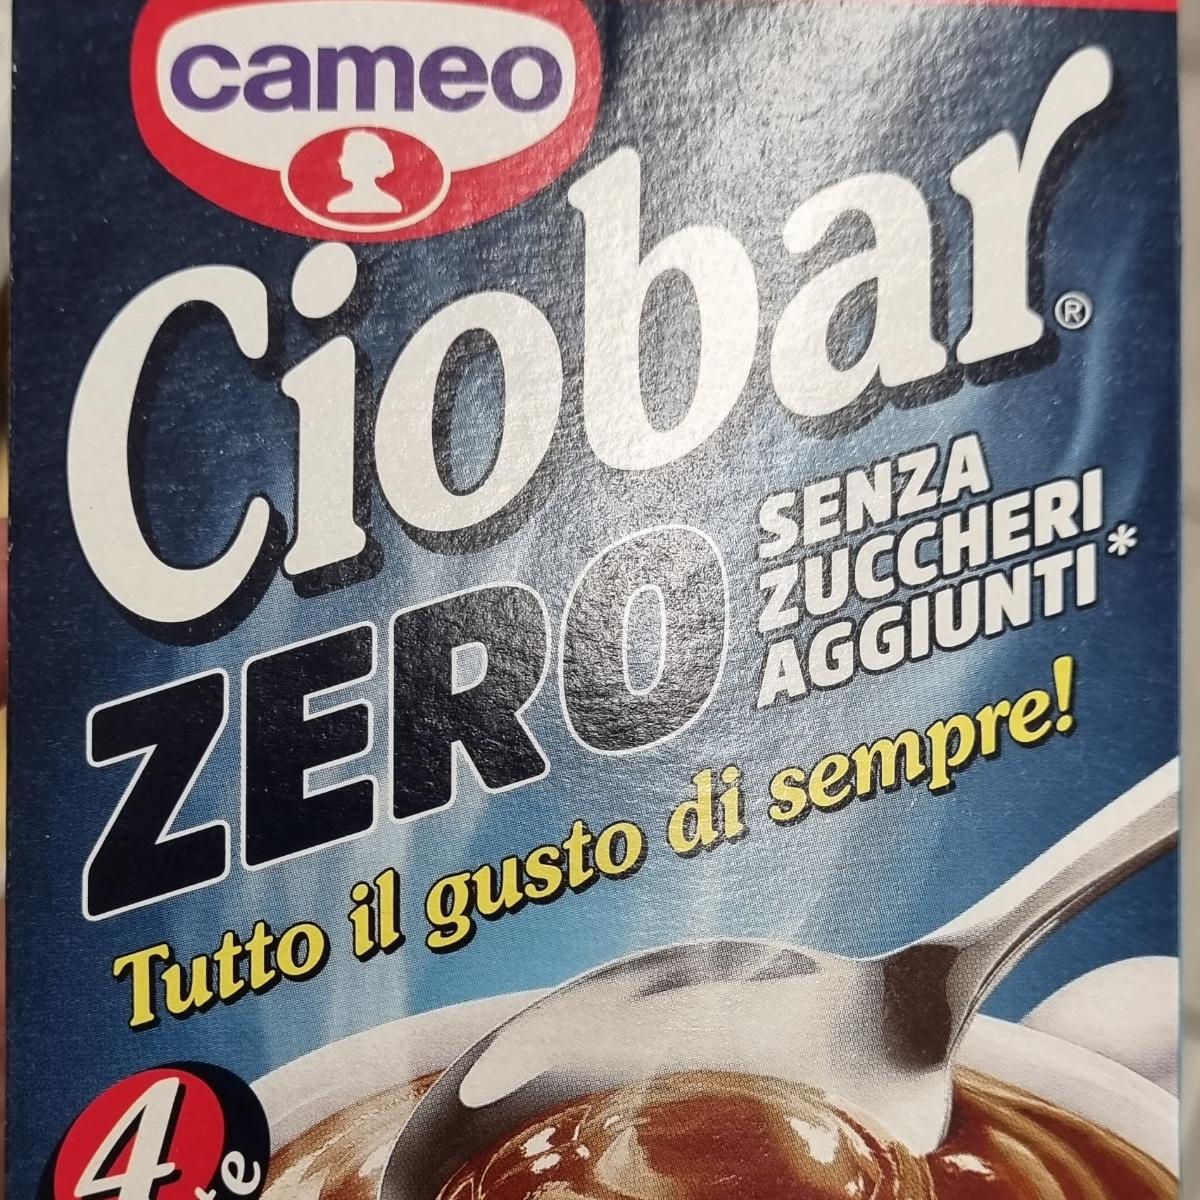 cameo
Ciobar®
ZERO
SENZA
ZUCCHERI
AGGIUNTI*
Tutto il gusto di sempre!
4